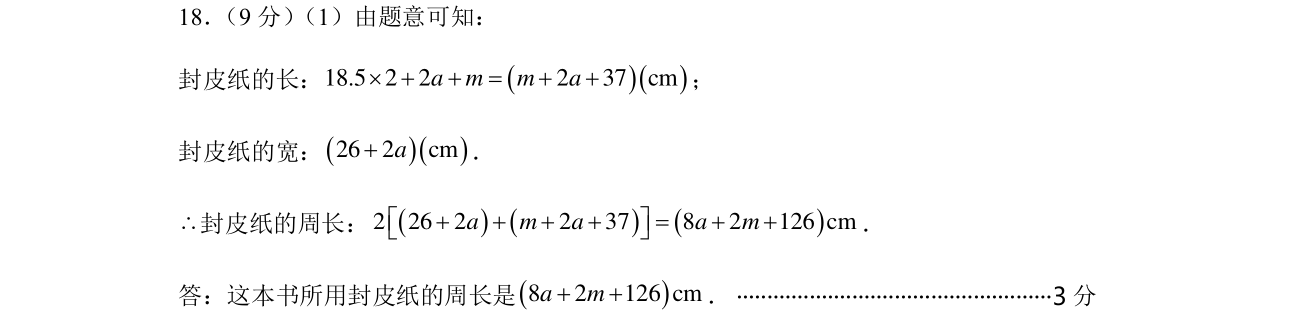 18.（9 分）（1）由题意可知：
封皮纸的长：18.5×2+2a+m=(m+2a+37)(cm)；
封皮纸的宽：(26+2a)(cm)．
∴封皮纸的周长：2[(26+2a)+(m+2a+37)]=(8a+2m+126)cm．
答：这本书所用封皮纸的周长是(8a+2m+126)cm．····················································3 分